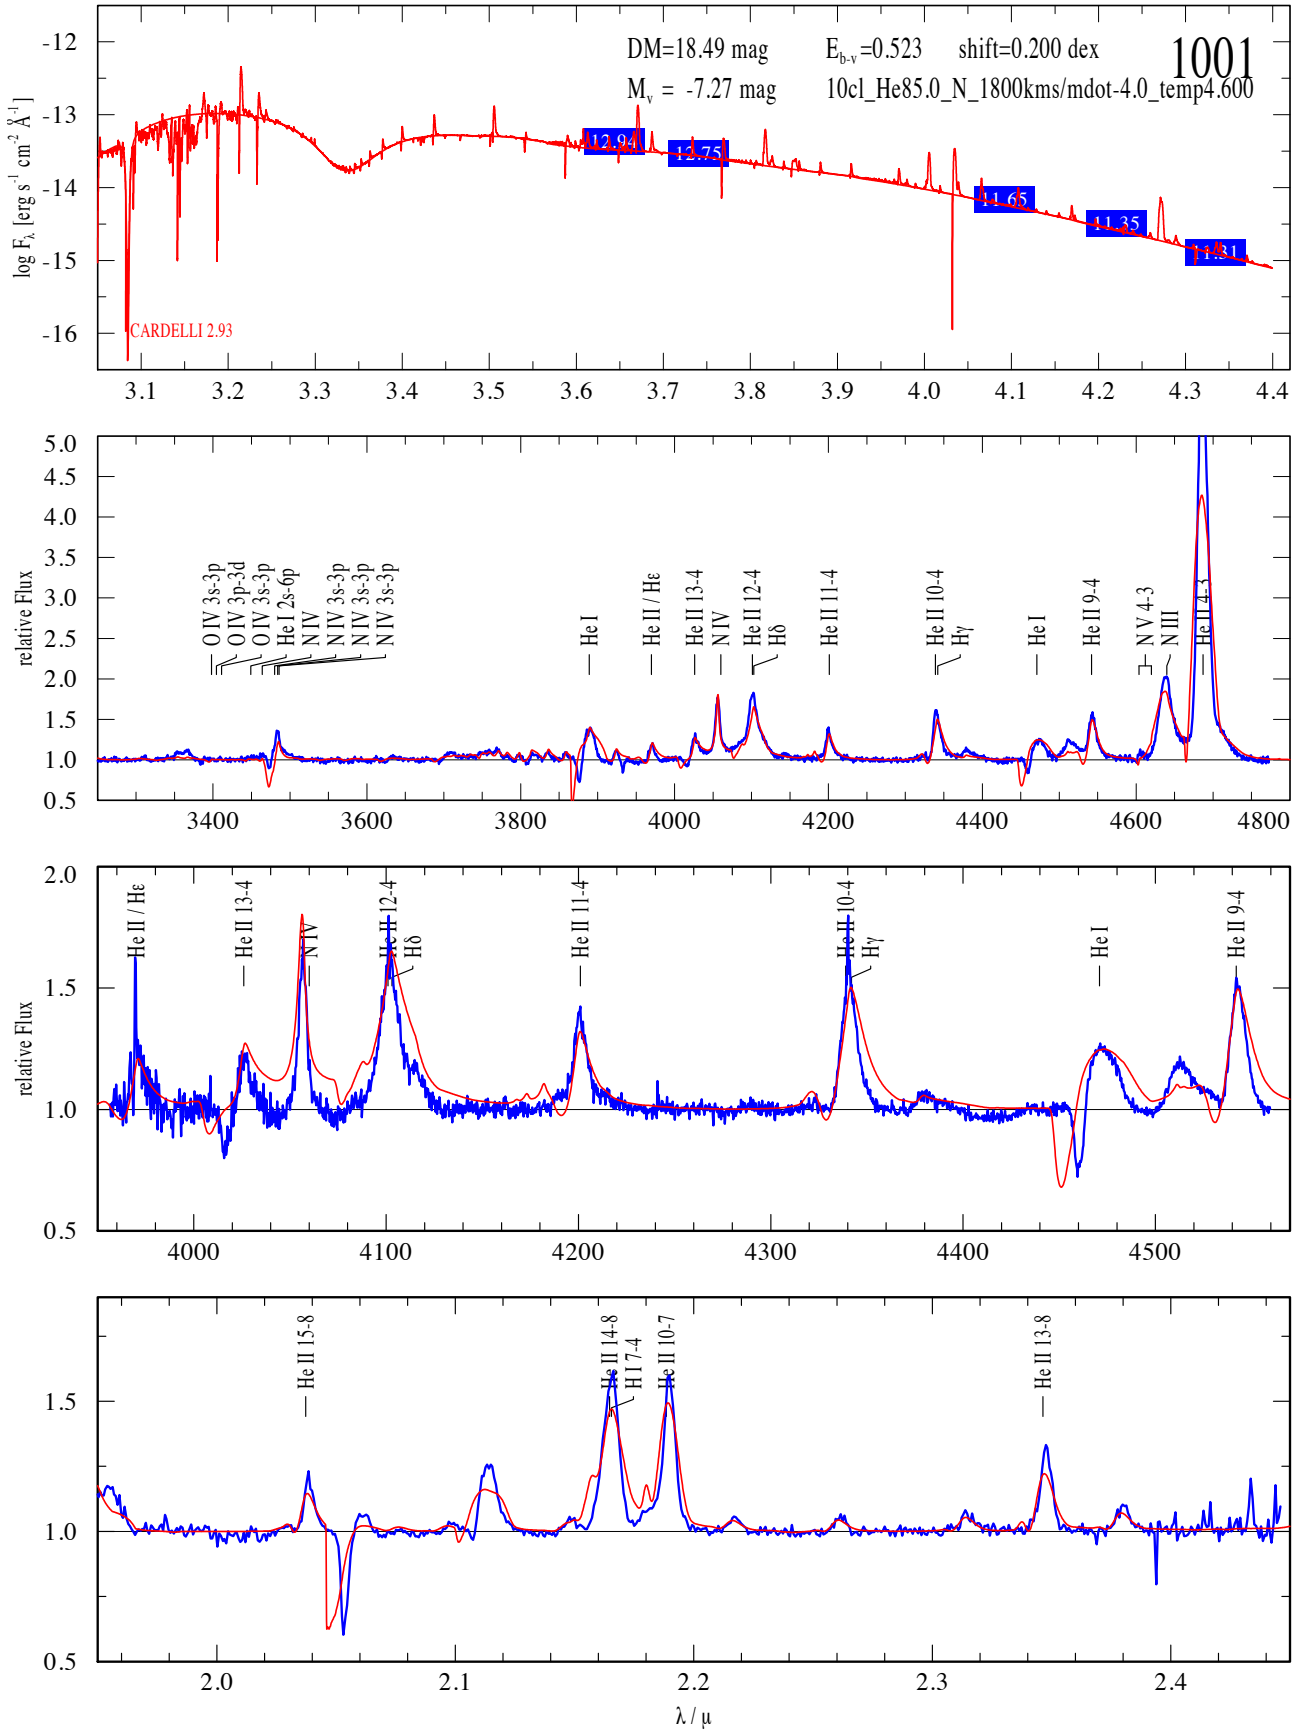 DM=18.49 mag E_b-v=0.523 shift=0.200 dex 1001
M_v = -7.27 mag 10cl_He85.0_N_1800kms/mdot-4.0_temp4.600
log F_λ [erg s⁻¹ cm⁻² Å⁻¹]
-12
-13
-14
-15
-16
12.94
12.75
11.65
11.35
11.31
CARDELLI 2.93
3.1 3.2 3.3 3.4 3.5 3.6 3.7 3.8 3.9 4.0 4.1 4.2 4.3 4.4
relative Flux
5.0
4.5
4.0
3.5
3.0
2.5
2.0
1.5
1.0
0.5
O IV 3s-3p
O IV 3p-3d
O IV 3s-3p
He I 2s-6p
N IV
N IV 3s-3p
N IV 3s-3p
N IV 3s-3p
He I
He II / Hε
He II 13-4
N IV
He II 12-4
Hδ
He II 11-4
He II 10-4
Hγ
He I
He II 9-4
N V 4-3
N III
He II 4-3
3400 3600 3800 4000 4200 4400 4600 4800
relative Flux
2.0
1.5
1.0
0.5
He II / Hε
He II 13-4
N IV
He II 12-4
Hδ
He II 11-4
He II 10-4
Hγ
He I
He II 9-4
4000 4100 4200 4300 4400 4500
1.5
1.0
0.5
He II 15-8
He II 14-8
H I 7-4
He II 10-7
He II 13-8
2.0 2.1 2.2 2.3 2.4
λ / μ